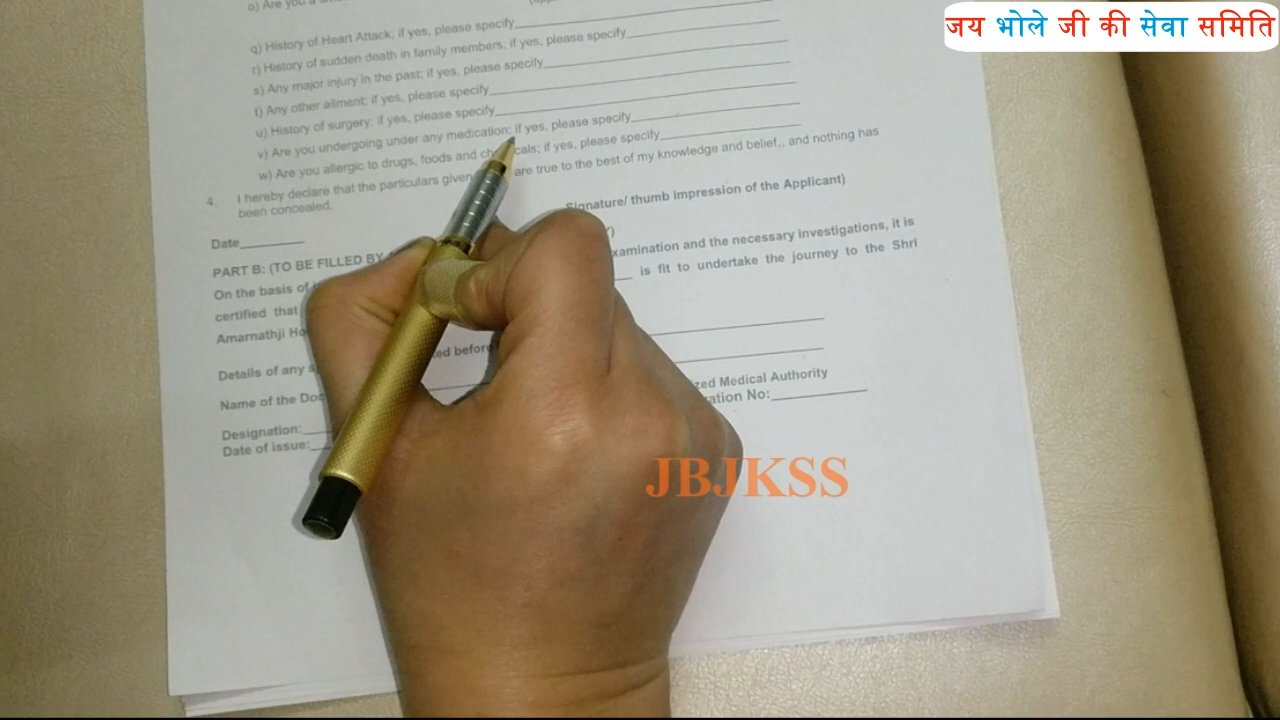 जय भोले जी की सेवा समिति
o) Are you a
q) History of Heart Attack; if yes, please specify
r) History of sudden death in family members; if yes, please specify
s) Any major injury in the past; if yes, please specify
t) Any other ailment; if yes, please specify
u) History of surgery; if yes, please specify
v) Are you undergoing under any medication; if yes, please specify
w) Are you allergic to drugs, foods and cals; if yes, please specify
4. I hereby declare that the particulars given are true to the best of my knowledge and belief,, and nothing has
been concealed.
Signature/ thumb impression of the Applicant)
Date
PART B: (TO BE FILLED BY
On the basis of examination and the necessary investigations, it is
certified that is fit to undertake the journey to the Shri
Amarnathji
Details of any before
Name of the zed Medical Authority
Designation: ration No:
Date of issue:
JBJKSS